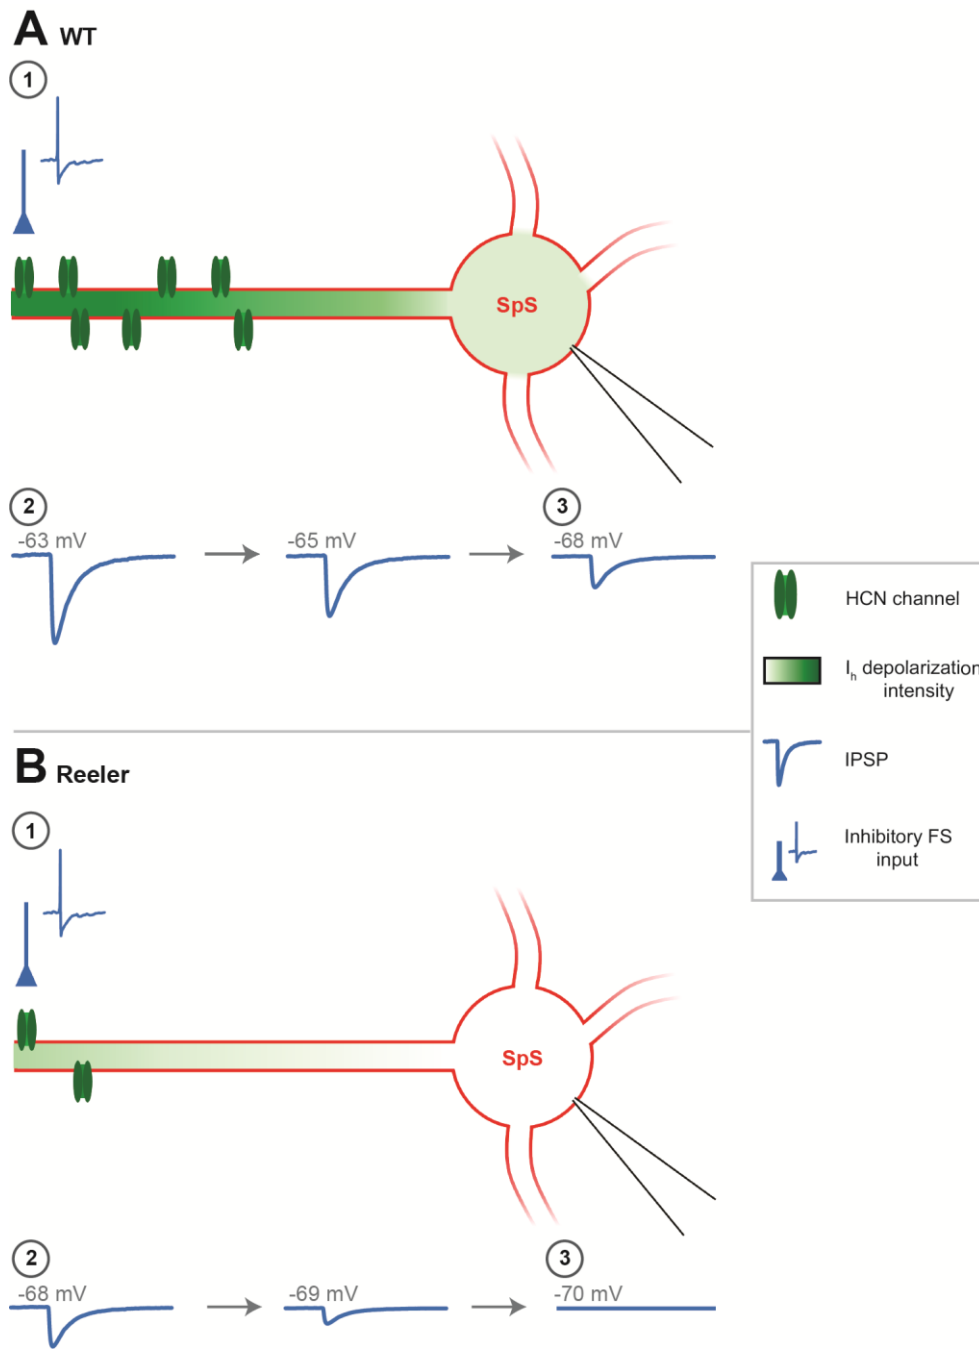 A WT
1
SpS
2
3
-63 mV
-65 mV
-68 mV
HCN channel
Ih depolarization
intensity
IPSP
Inhibitory FS
input
B Reeler
1
SpS
2
3
-68 mV
-69 mV
-70 mV